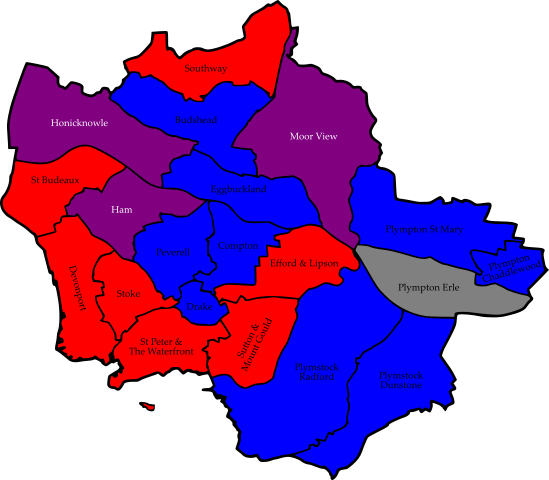 Southway
Honicknowle
Budshead
Moor View
St Budeaux
Eggbuckland
Ham
Plympton St Mary
Compton
Peverell
Efford & Lipson
Plympton
Chaddlewood
Devonport
Stoke
Plympton Erle
Drake
St Peter &
The Waterfront
Sutton &
Mount Gould
Plymstock
Radford
Plymstock
Dunstone